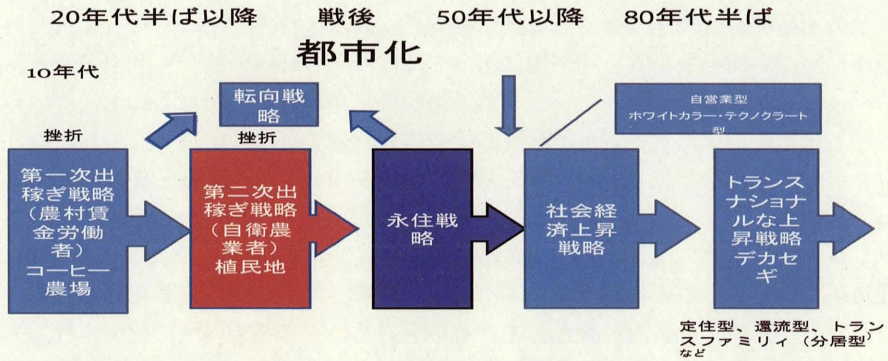 20年代半ば以降
戦後
50年代以降
80年代半ば
都市化
10年代
転向戦
略
自営業型
ホワイトカラー・テクノクラート
型
挫折
挫折
第一次出
稼ぎ戦略
(農村賃
金労働
者)
コーヒー
農場
第二次出
稼ぎ戦略
(自衛農
業者)
植民地
永住戦
略
社会経
済上昇
戦略
トランス
ナショナ
ルな上
昇戦略
デカセ
ギ
定住型、還流型、トラン
スファミリィ(分居型)
など